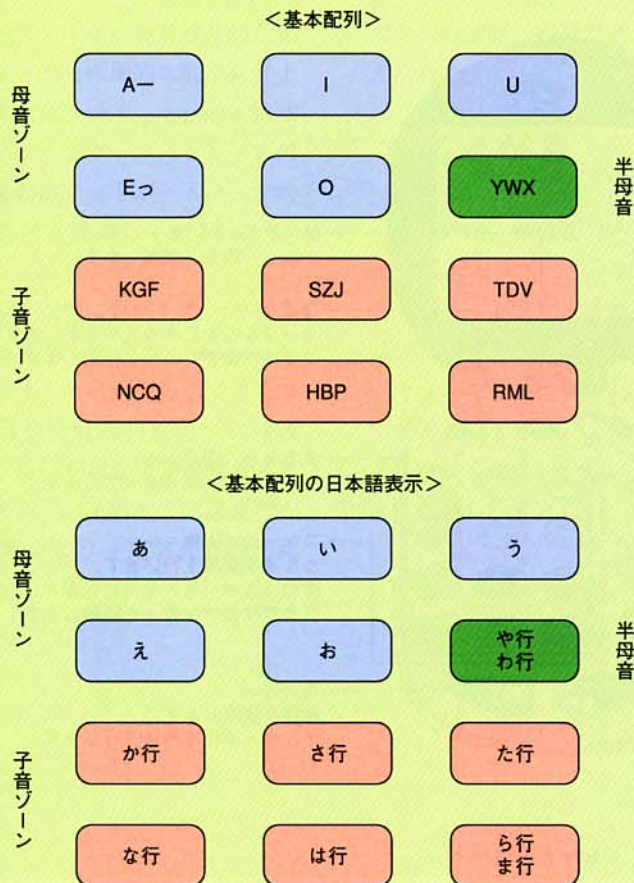 ＜基本配列＞
母音ゾーン
Aー
I
U
Eっ
O
YWX
半母音
子音ゾーン
KGF
SZJ
TDV
NCQ
HBP
RML
＜基本配列の日本語表示＞
母音ゾーン
あ
い
う
え
お
や行
わ行
半母音
子音ゾーン
か行
さ行
た行
な行
は行
ら行
ま行